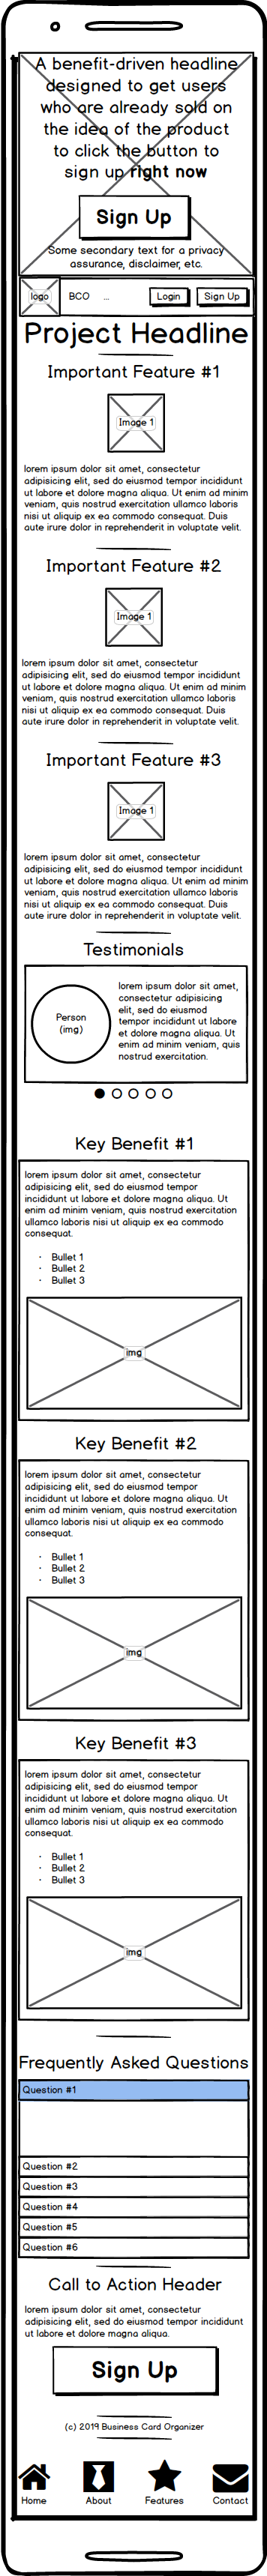 A benefit-driven headline
designed to get users
who are already sold on
the idea of the product
to click the button to
sign up right now
Sign Up
Some secondary text for a privacy
assurance, disclaimer, etc.
logo BCO ... Login Sign Up
Project Headline
Important Feature #1
Image 1
lorem ipsum dolor sit amet, consectetur
adipisicing elit, sed do eiusmod tempor incididunt
ut labore et dolore magna aliqua. Ut enim ad minim
veniam, quis nostrud exercitation ullamco laboris
nisi ut aliquip ex ea commodo consequat. Duis
aute irure dolor in reprehenderit in voluptate velit.
Important Feature #2
Image 1
lorem ipsum dolor sit amet, consectetur
adipisicing elit, sed do eiusmod tempor incididunt
ut labore et dolore magna aliqua. Ut enim ad minim
veniam, quis nostrud exercitation ullamco laboris
nisi ut aliquip ex ea commodo consequat. Duis
aute irure dolor in reprehenderit in voluptate velit.
Important Feature #3
Image 1
lorem ipsum dolor sit amet, consectetur
adipisicing elit, sed do eiusmod tempor incididunt
ut labore et dolore magna aliqua. Ut enim ad minim
veniam, quis nostrud exercitation ullamco laboris
nisi ut aliquip ex ea commodo consequat. Duis
aute irure dolor in reprehenderit in voluptate velit.
Testimonials
Person
(img)
lorem ipsum dolor sit amet,
consectetur adipisicing
elit, sed do eiusmod
tempor incididunt ut labore
et dolore magna aliqua. Ut
enim ad minim veniam, quis
nostrud exercitation.
Key Benefit #1
lorem ipsum dolor sit amet, consectetur
adipisicing elit, sed do eiusmod tempor
incididunt ut labore et dolore magna aliqua. Ut
enim ad minim veniam, quis nostrud exercitation
ullamco laboris nisi ut aliquip ex ea commodo
consequat.
· Bullet 1
· Bullet 2
· Bullet 3
img
Key Benefit #2
lorem ipsum dolor sit amet, consectetur
adipisicing elit, sed do eiusmod tempor
incididunt ut labore et dolore magna aliqua. Ut
enim ad minim veniam, quis nostrud exercitation
ullamco laboris nisi ut aliquip ex ea commodo
consequat.
· Bullet 1
· Bullet 2
· Bullet 3
img
Key Benefit #3
lorem ipsum dolor sit amet, consectetur
adipisicing elit, sed do eiusmod tempor
incididunt ut labore et dolore magna aliqua. Ut
enim ad minim veniam, quis nostrud exercitation
ullamco laboris nisi ut aliquip ex ea commodo
consequat.
· Bullet 1
· Bullet 2
· Bullet 3
img
Frequently Asked Questions
Question #1
Question #2
Question #3
Question #4
Question #5
Question #6
Call to Action Header
lorem ipsum dolor sit amet, consectetur
adipisicing elit, sed do eiusmod tempor incididunt
ut labore et dolore magna aliqua.
Sign Up
(c) 2019 Business Card Organizer
Home About Features Contact